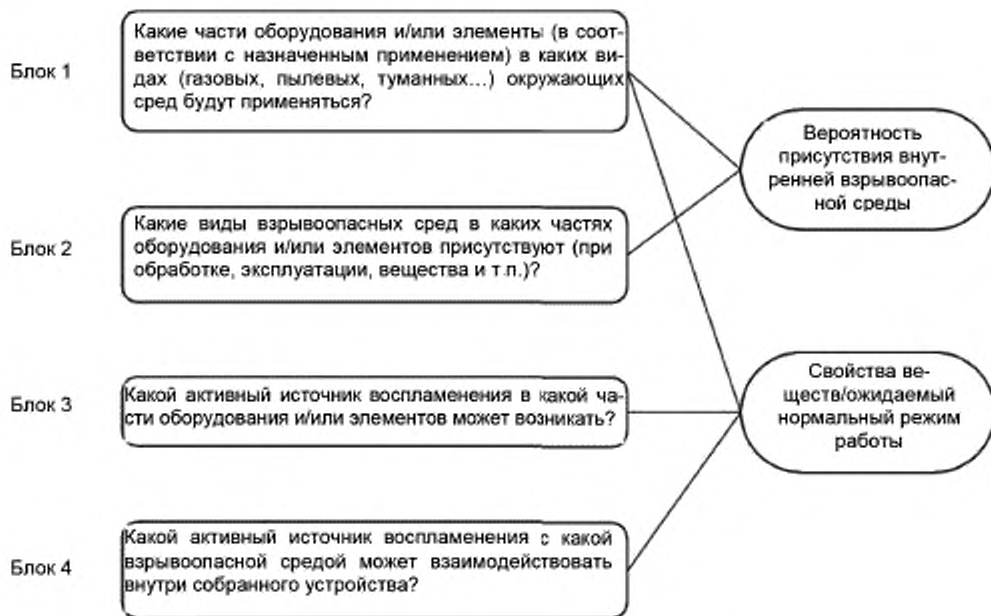 Блок 1
Какие части оборудования и/или элементы (в соот-
ветствии с назначенным применением) в каких ви-
дах (газовых, пылевых, туманных...) окружающих
сред будут применяться?
Вероятность
присутствия внут-
ренней взрывоопас-
ной среды
Блок 2
Какие виды взрывоопасных сред в каких частях
оборудования и/или элементов присутствуют (при
обработке, эксплуатации, вещества и т.п.)?
Блок 3
Какой активный источник воспламенения в какой ча-
сти оборудования и/или элементов может возникать?
Свойства ве-
ществ/ожидаемый
нормальный режим
работы
Блок 4
Какой активный источник воспламенения с какой
взрывоопасной средой может взаимодействовать
внутри собранного устройства?